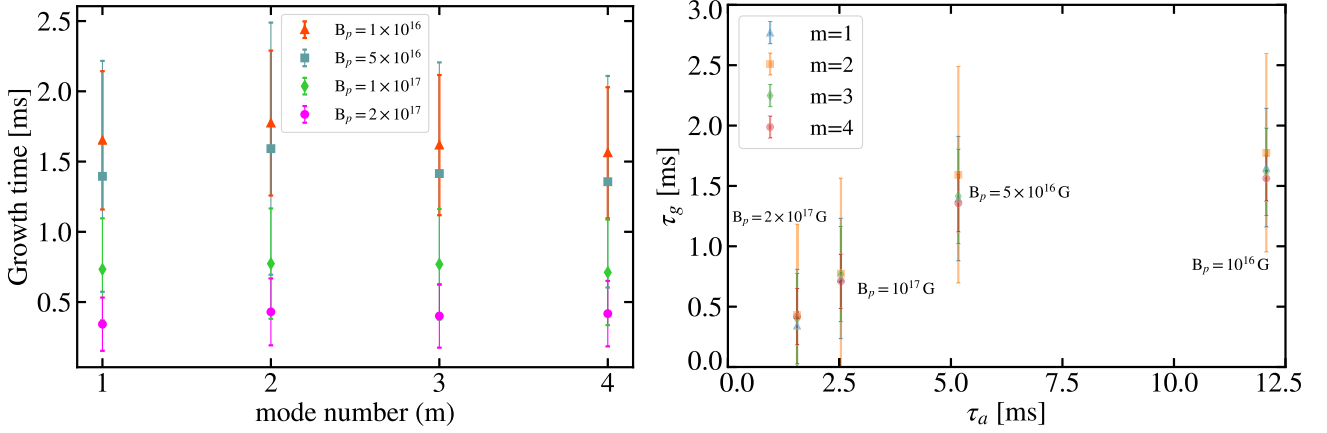 2.5
2.0
1.5
1.0
0.5
Growth time [ms]
1
2
3
4
mode number (m)
B_p = 1 × 10^16
B_p = 5 × 10^16
B_p = 1 × 10^17
B_p = 2 × 10^17
3.0
2.5
2.0
1.5
1.0
0.5
0.0
τ_g [ms]
0.0
2.5
5.0
7.5
10.0
12.5
τ_a [ms]
m=1
m=2
m=3
m=4
B_p = 2 × 10^17 G
B_p = 10^17 G
B_p = 5 × 10^16 G
B_p = 10^16 G